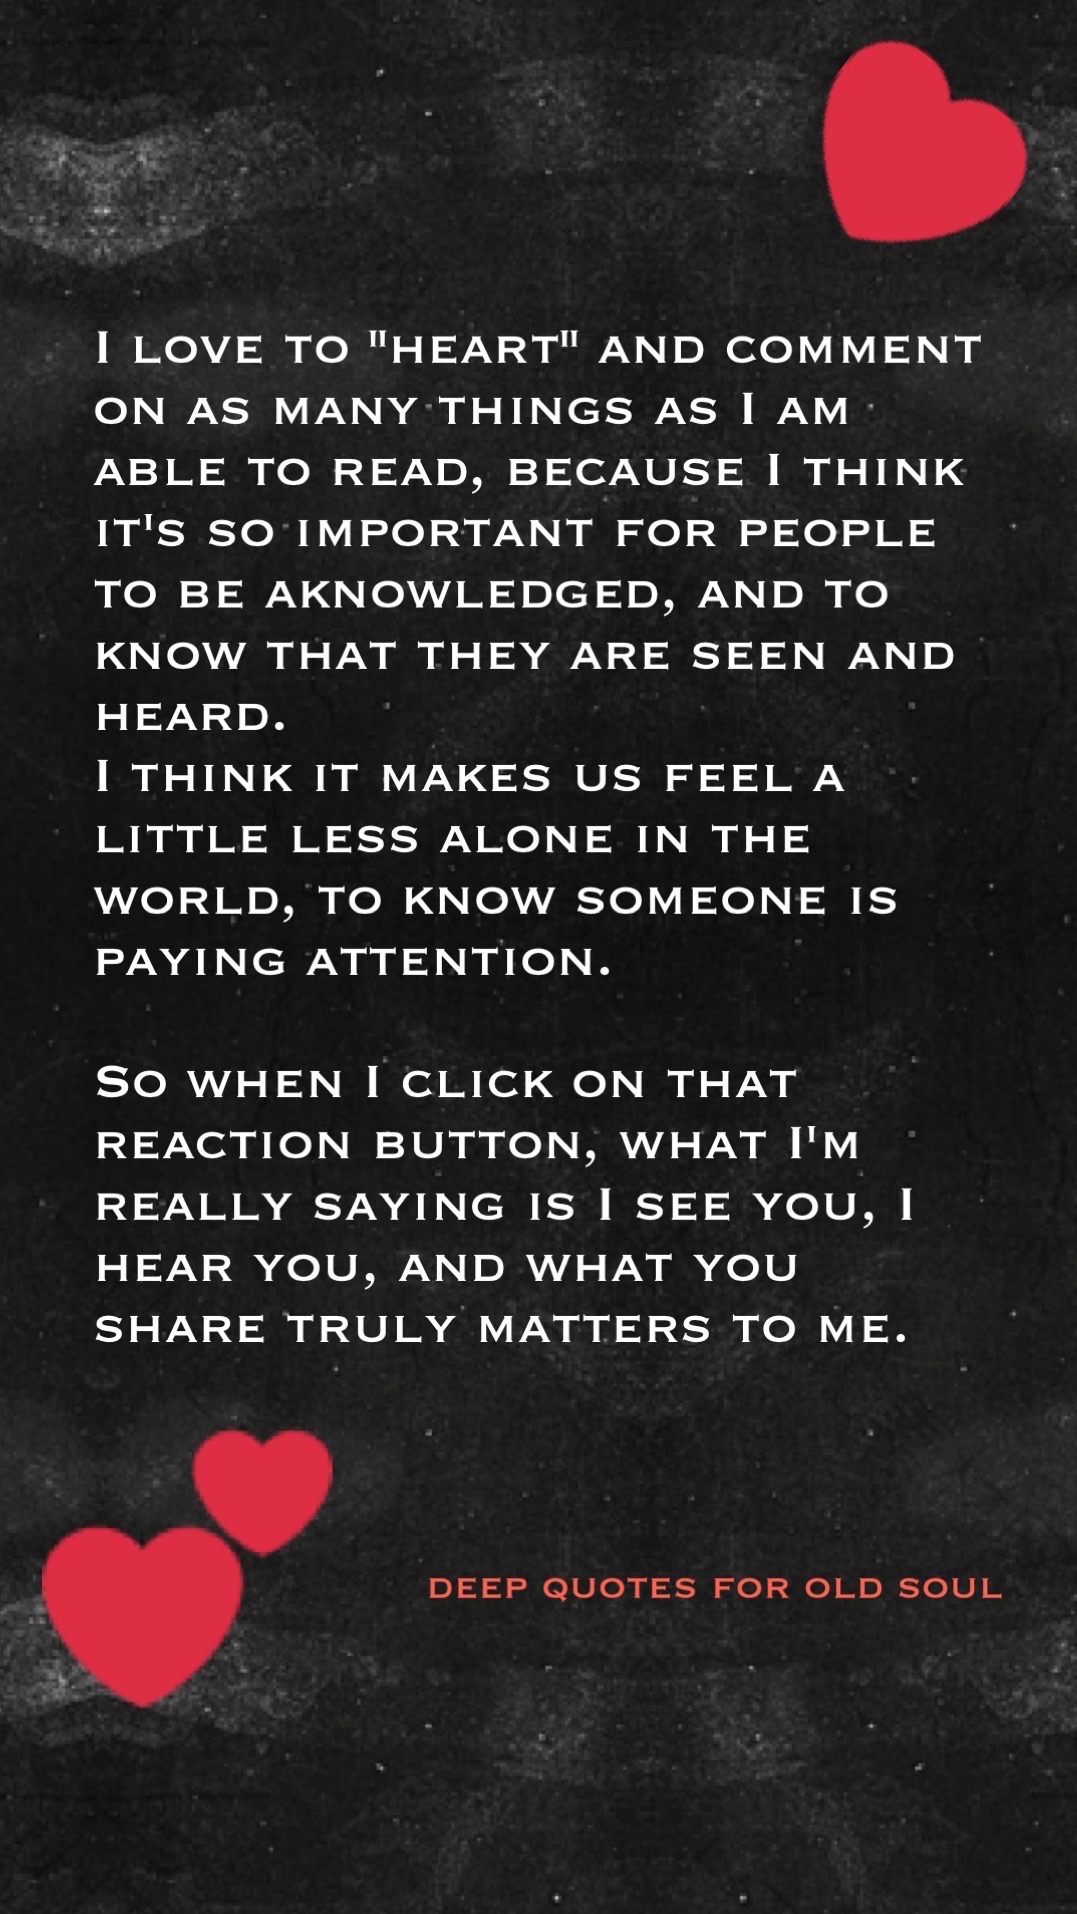 I LOVE TO "HEART" AND COMMENT
ON AS MANY THINGS AS I AM
ABLE TO READ, BECAUSE I THINK
IT'S SO IMPORTANT FOR PEOPLE
TO BE AKNOWLEDGED, AND TO
KNOW THAT THEY ARE SEEN AND
HEARD.
I THINK IT MAKES US FEEL A
LITTLE LESS ALONE IN THE
WORLD, TO KNOW SOMEONE IS
PAYING ATTENTION.
SO WHEN I CLICK ON THAT
REACTION BUTTON, WHAT I'M
REALLY SAYING IS I SEE YOU, I
HEAR YOU, AND WHAT YOU
SHARE TRULY MATTERS TO ME.
DEEP QUOTES FOR OLD SOUL